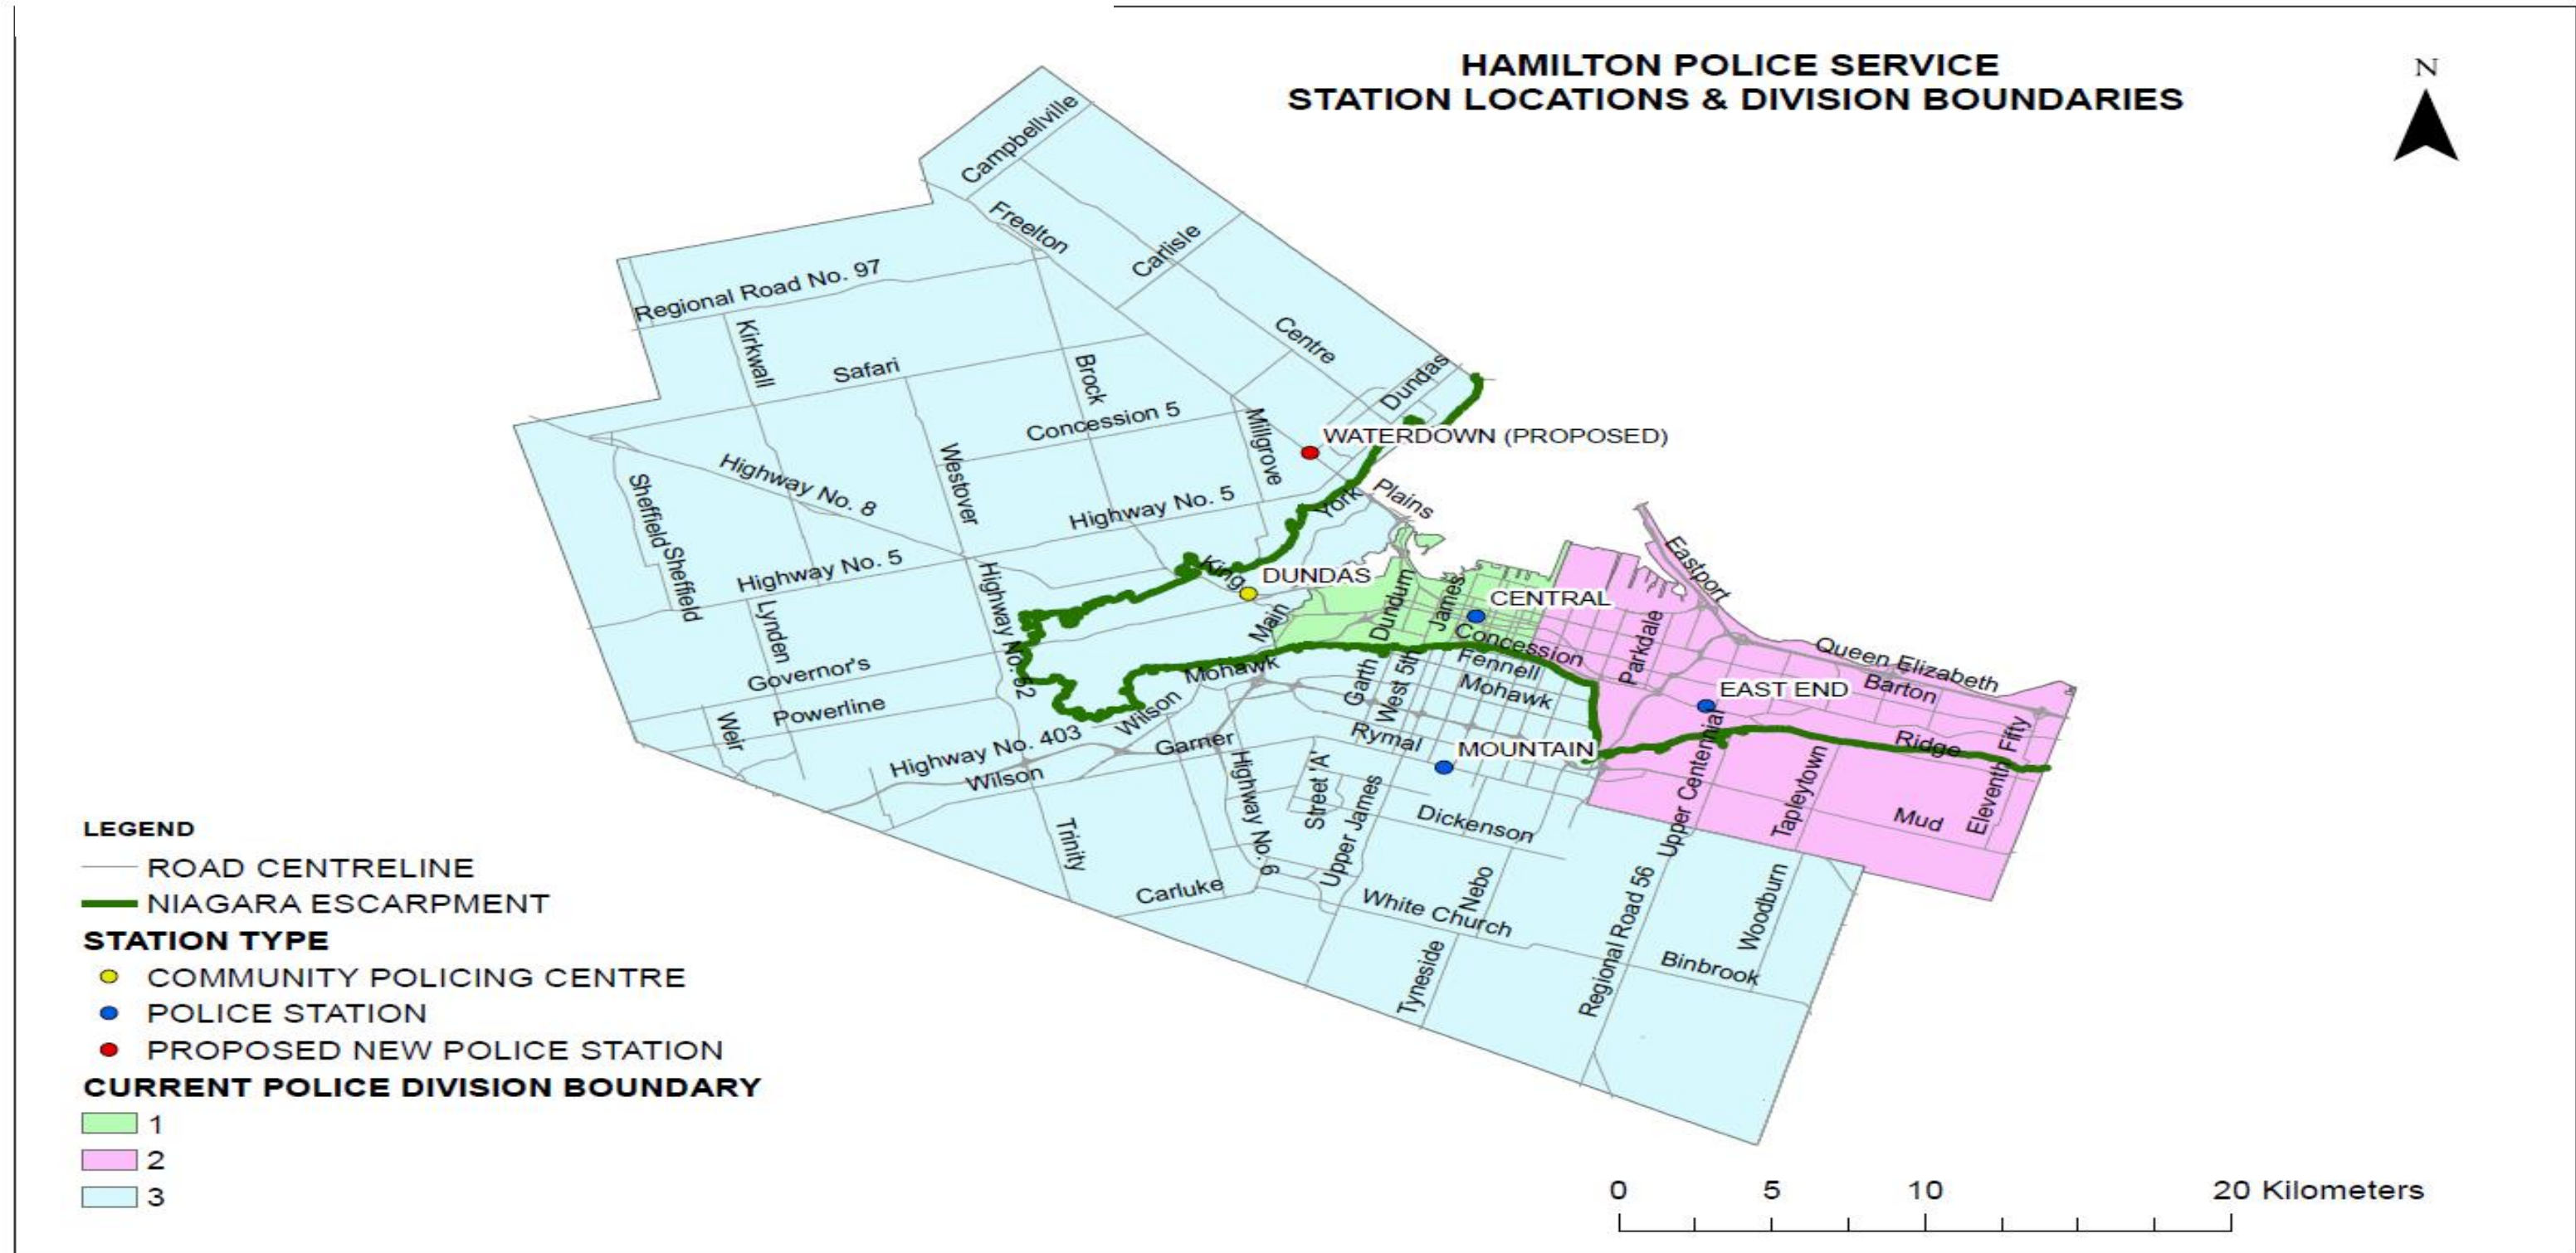 HAMILTON POLICE SERVICE
STATION LOCATIONS & DIVISION BOUNDARIES
N
Campbellville
Freelton
Carlisle
Regional Road No. 97
Kirkwall
Safari
Brock
Centre
Dundas
Concession 5
Millgrove
WATERDOWN (PROPOSED)
Highway No. 8
Westover
Sheffield
Sheffield
Highway No. 5
York
Plains
Highway No. 5
King
DUNDAS
Eastport
Lynden
Highway No. 52
Main
Dundurn
James
CENTRAL
Concession
Parkdale
Queen Elizabeth
Governor's
Mohawk
Garth
West 5th
Fennell
Mohawk
EAST END
Barton
Powerline
Weir
Wilson
Highway No. 403
Garner
Rymal
MOUNTAIN
Upper Centennial
Ridge
Fifty
Wilson
Highway No. 6
Street 'A'
Upper James
Dickenson
Tapleytown
Mud
Eleventh
Trinity
Carluke
White Church
Nebo
Tyneside
Regional Road 56
Woodburn
Binbrook
LEGEND
ROAD CENTRELINE
NIAGARA ESCARPMENT
STATION TYPE
COMMUNITY POLICING CENTRE
POLICE STATION
PROPOSED NEW POLICE STATION
CURRENT POLICE DIVISION BOUNDARY
1
2
3
0 5 10 20 Kilometers